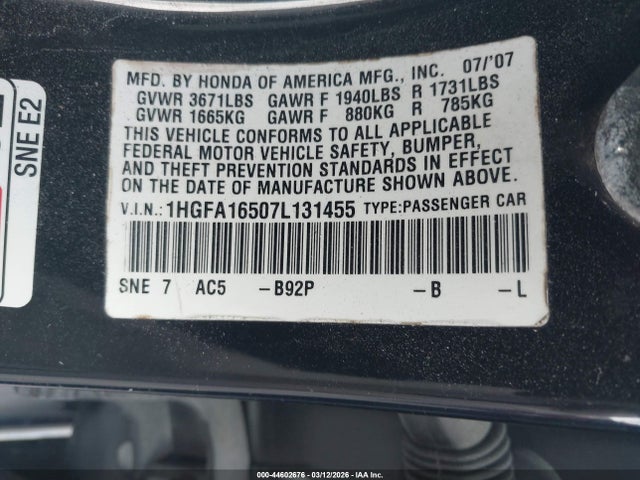 MFD. BY HONDA OF AMERICA MFG., INC. 07/'07
GVWR 3671LBS GAWR F 1940LBS R 1731LBS
GVWR 1665KG GAWR F 880KG R 785KG
THIS VEHICLE CONFORMS TO ALL APPLICABLE
FEDERAL MOTOR VEHICLE SAFETY, BUMPER,
AND THEFT PREVENTION STANDARDS IN EFFECT
ON THE DATE OF MANUFACTURE SHOWN ABOVE.
V.I.N.: 1HGFA16507L131455 TYPE:PASSENGER CAR
SNE 7 AC5 -B92P -B -L
SNE E2
000-44602676 - 03/12/2026 - IAA Inc.